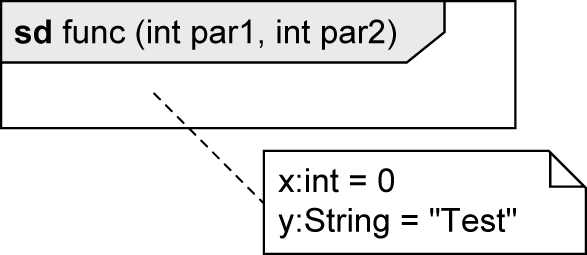 sd func (int par1, int par2)
x:int = 0
y:String = "Test"